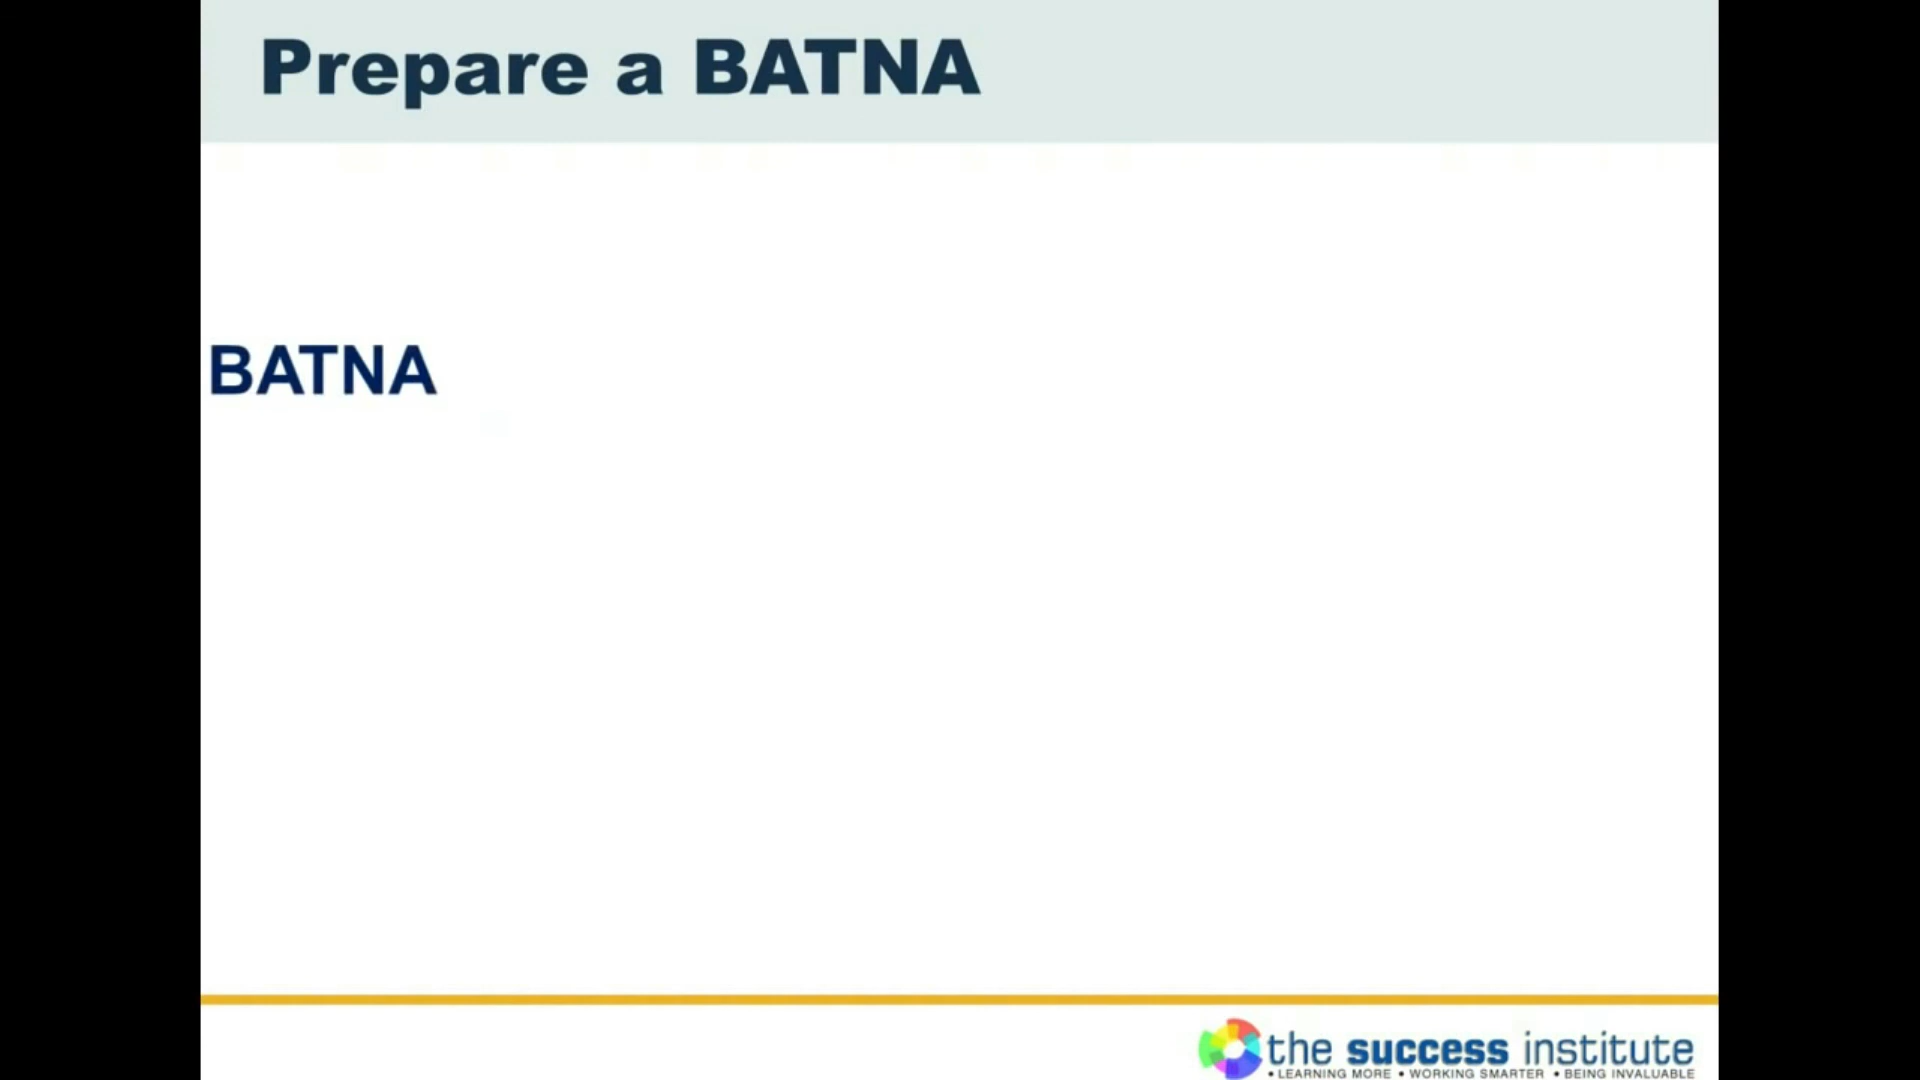 Prepare a BATNA
BATNA
the success institute
• LEARNING MORE • WORKING SMARTER • BEING INVALUABLE